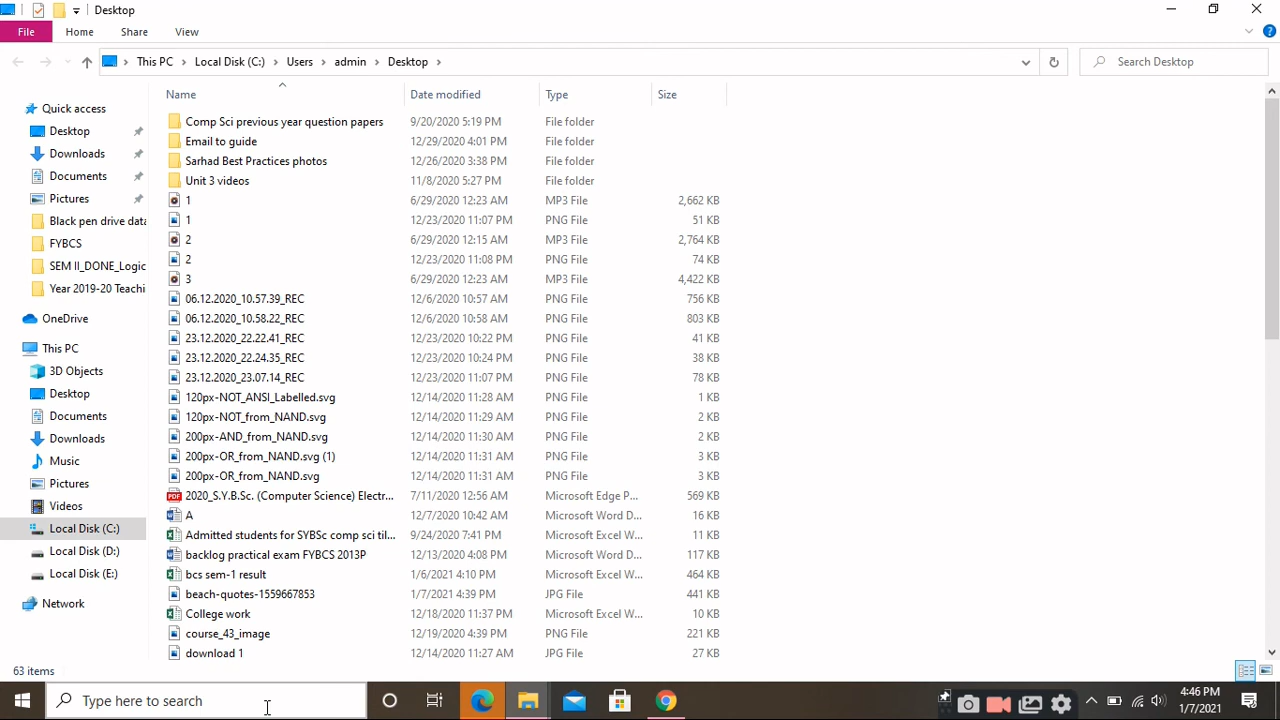 Desktop
File Home Share View
This PC Local Disk (C:) Users admin Desktop Search Desktop
Name Date modified Type Size
Quick access
Desktop
Downloads
Documents
Pictures
Black pen drive data
FYBCS
SEM II_DONE_Logic
Year 2019-20 Teachi
OneDrive
This PC
3D Objects
Desktop
Documents
Downloads
Music
Pictures
Videos
Local Disk (C:)
Local Disk (D:)
Local Disk (E:)
Network
Comp Sci previous year question papers 9/20/2020 5:19 PM File folder
Email to guide 12/29/2020 4:01 PM File folder
Sarhad Best Practices photos 12/26/2020 3:38 PM File folder
Unit 3 videos 11/8/2020 5:27 PM File folder
1 6/29/2020 12:23 AM MP3 File 2,662 KB
1 12/23/2020 11:07 PM PNG File 51 KB
2 6/29/2020 12:15 AM MP3 File 2,764 KB
2 12/23/2020 11:08 PM PNG File 74 KB
3 6/29/2020 12:23 AM MP3 File 4,422 KB
06.12.2020_10.57.39_REC 12/6/2020 10:57 AM PNG File 756 KB
06.12.2020_10.58.22_REC 12/6/2020 10:58 AM PNG File 803 KB
23.12.2020_22.22.41_REC 12/23/2020 10:22 PM PNG File 41 KB
23.12.2020_22.24.35_REC 12/23/2020 10:24 PM PNG File 38 KB
23.12.2020_23.07.14_REC 12/23/2020 11:07 PM PNG File 78 KB
120px-NOT_ANSI_Labelled.svg 12/14/2020 11:28 AM PNG File 1 KB
120px-NOT_from_NAND.svg 12/14/2020 11:29 AM PNG File 2 KB
200px-AND_from_NAND.svg 12/14/2020 11:30 AM PNG File 2 KB
200px-OR_from_NAND.svg (1) 12/14/2020 11:31 AM PNG File 3 KB
200px-OR_from_NAND.svg 12/14/2020 11:31 AM PNG File 3 KB
2020_S.Y.B.Sc. (Computer Science) Electr... 7/11/2020 12:56 AM Microsoft Edge P... 569 KB
A 12/7/2020 10:42 AM Microsoft Word D... 16 KB
Admitted students for SYBSc comp sci til... 9/24/2020 7:41 PM Microsoft Excel W... 11 KB
backlog practical exam FYBCS 2013P 12/13/2020 4:08 PM Microsoft Word D... 117 KB
bcs sem-1 result 1/6/2021 4:10 PM Microsoft Excel W... 464 KB
beach-quotes-1559667853 1/7/2021 4:39 PM JPG File 441 KB
College work 12/18/2020 11:37 PM Microsoft Excel W... 10 KB
course_43_image 12/19/2020 4:39 PM PNG File 221 KB
download 1 12/14/2020 11:27 AM JPG File 27 KB
63 items
Type here to search
4:46 PM
1/7/2021